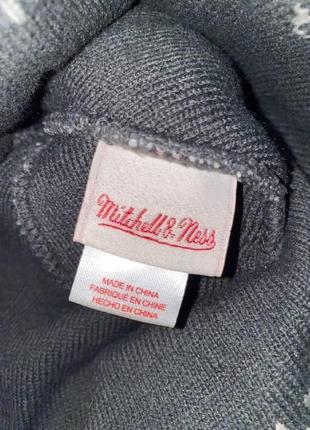 Mitchell & Ness
MADE IN CHINA
FABRIQUÉ EN CHINE
HECHO EN CHINA